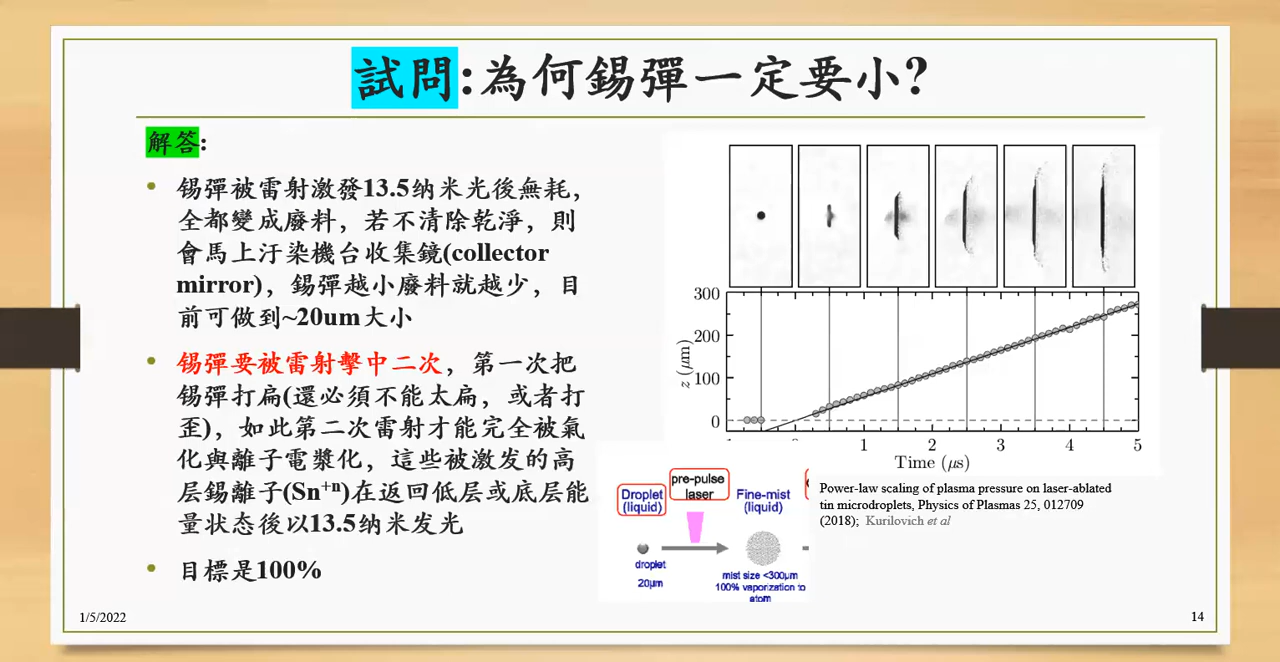 試問:為何錫彈一定要小?
解答:
• 錫彈被雷射激發13.5纳米光後無耗，
全都變成廢料，若不清除乾淨，則
會馬上汙染機台收集鏡(collector
mirror)，錫彈越小廢料就越少，目
前可做到~20um大小
• 錫彈要被雷射擊中二次，第一次把
錫彈打扁(還必須不能太扁，或者打
歪)，如此第二次雷射才能完全被氣
化與離子電漿化，這些被激发的高
层錫離子(Sn+n)在返回低层或底层能
量状态後以13.5纳米发光
• 目標是100%
300
200
100
0
z (μm)
1
2
3
4
5
Time (μs)
Droplet
(liquid)
pre-pulse
laser
Fine-mist
(liquid)
droplet
20μm
mist size <300μm
100% vaporization to
atom
Power-law scaling of plasma pressure on laser-ablated
tin microdroplets, Physics of Plasmas 25, 012709
(2018); Kurilovich et al
1/5/2022
14